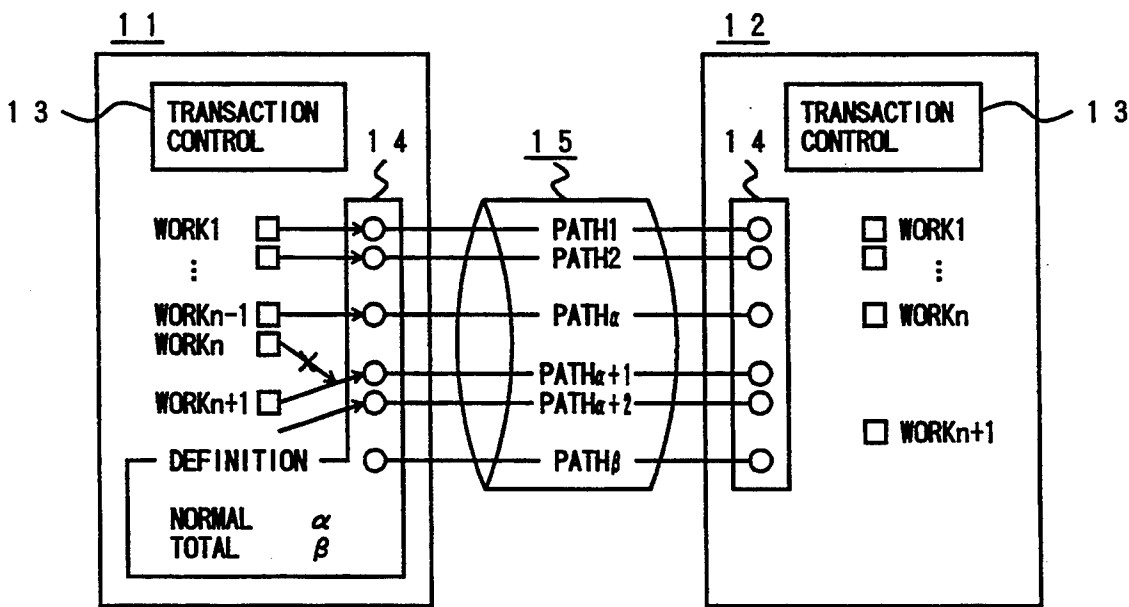 11
12
13
TRANSACTION
CONTROL
14
15
14
TRANSACTION
CONTROL
13
WORK1
⋮
WORKn-1
WORKn
WORKn+1
PATH1
PATH2
PATHα
PATHα+1
PATHα+2
PATHβ
WORK1
⋮
WORKn
WORKn+1
DEFINITION
NORMAL α
TOTAL β